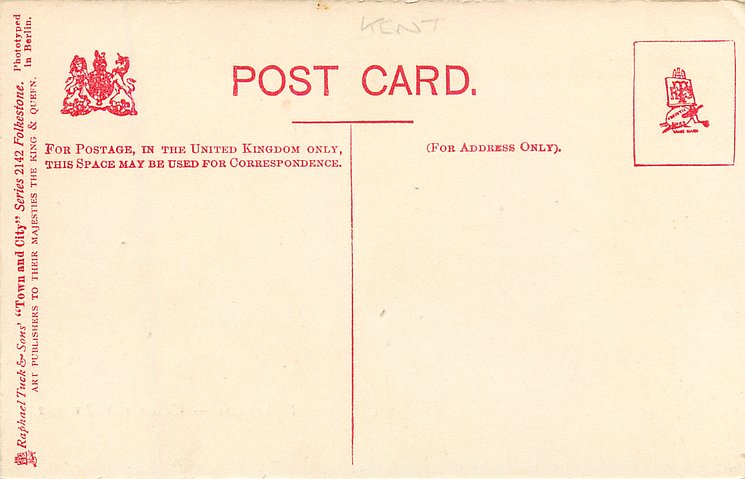 KENT
POST CARD.
FOR POSTAGE, IN THE UNITED KINGDOM ONLY,
THIS SPACE MAY BE USED FOR CORRESPONDENCE.
(FOR ADDRESS ONLY).
Raphael Tuck & Sons' "Town and City" Series 2142 Folkestone. Phototyped
in Berlin.
ART PUBLISHERS TO THEIR MAJESTIES THE KING & QUEEN.